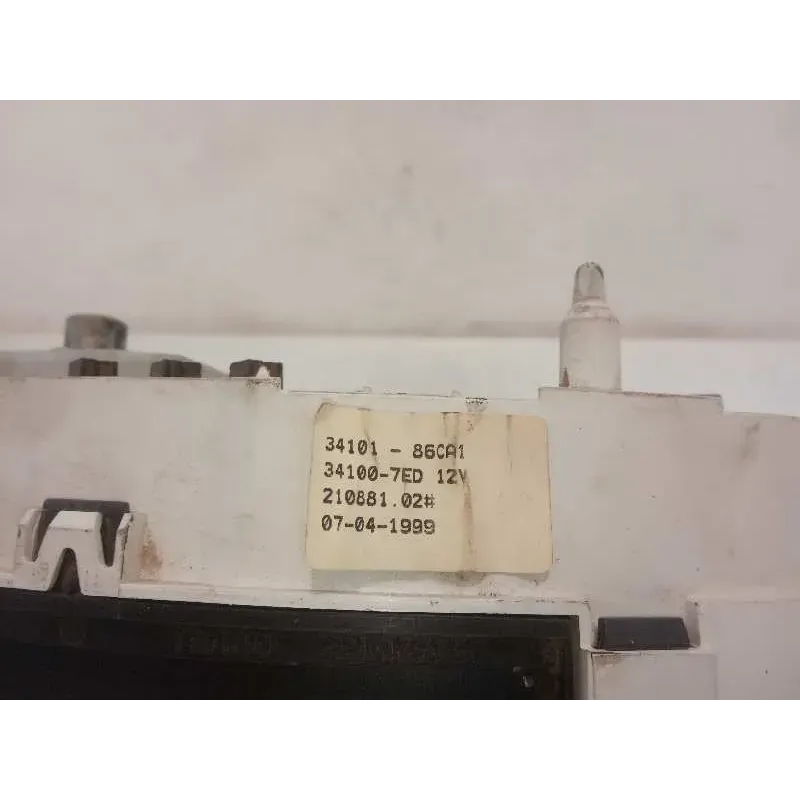 34101 - 86CA1
34100-7ED 12V
210881.02#
07-04-1999